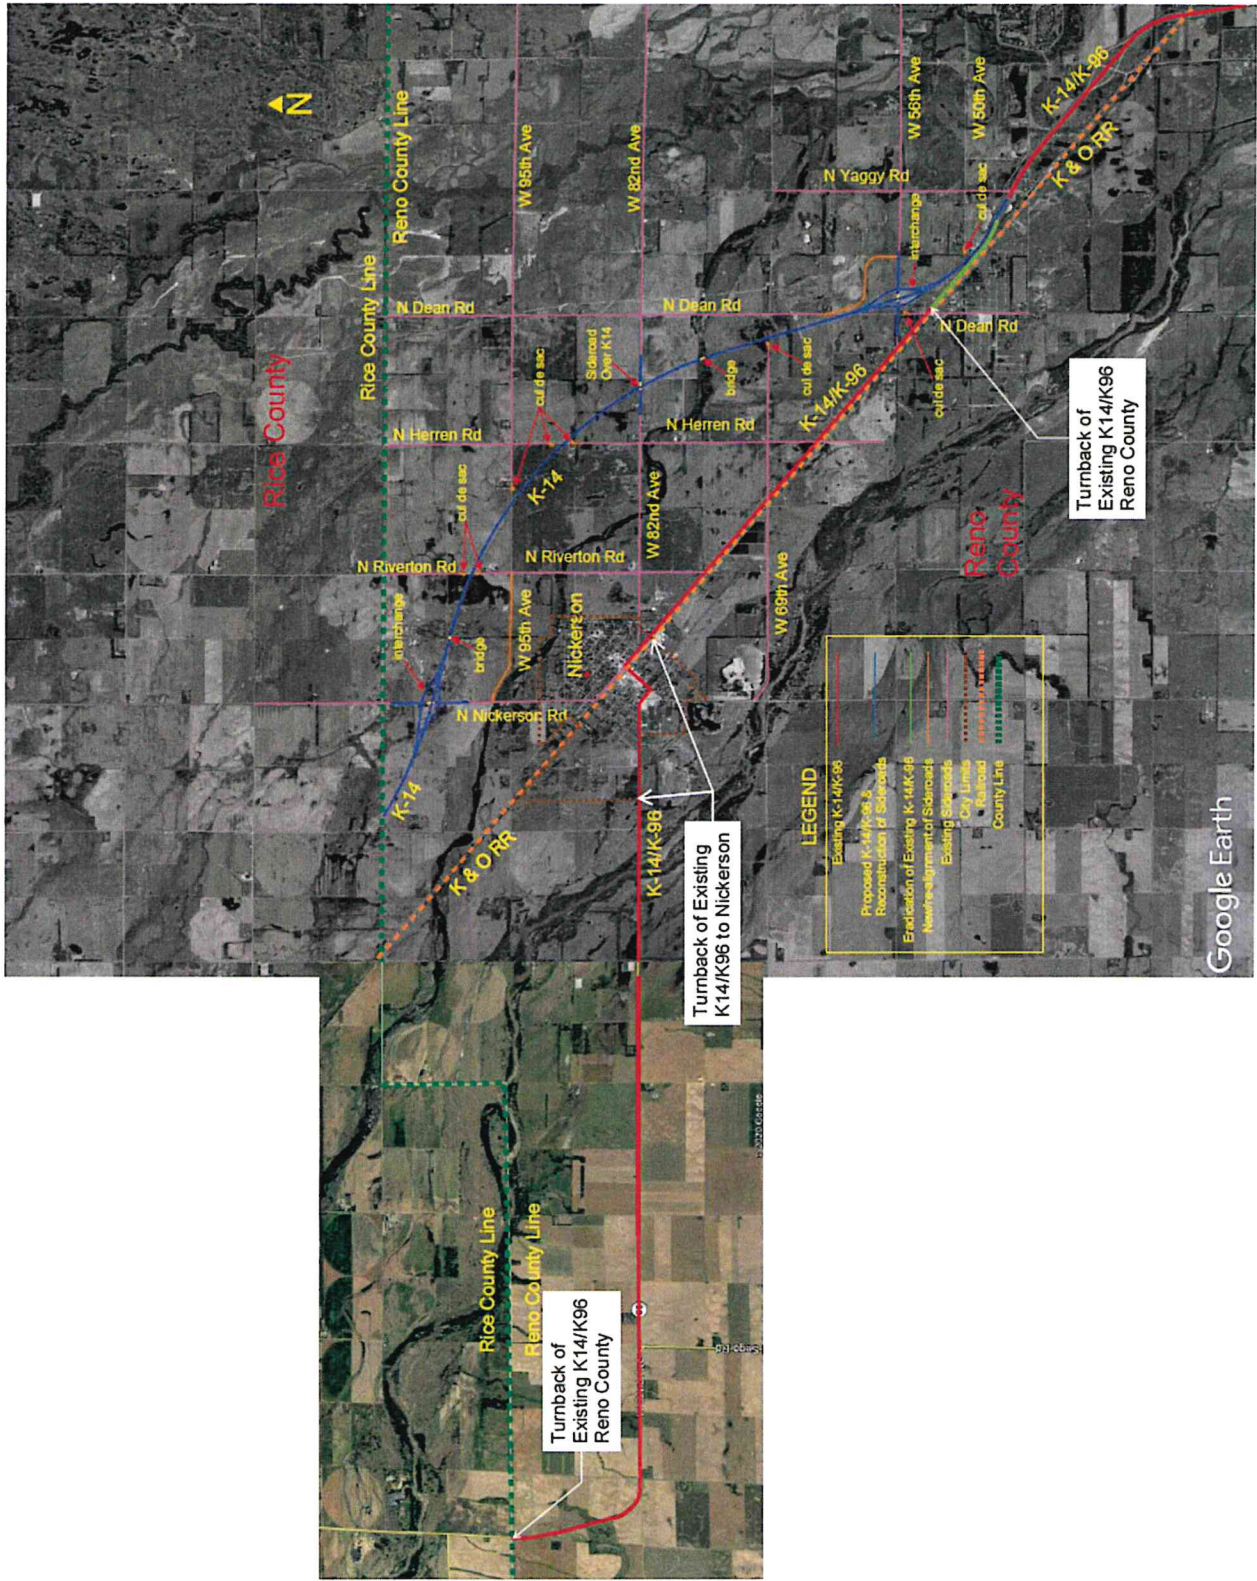 N
Rice County
Rice County Line
Reno County Line
W 95th Ave
W 82nd Ave
W 56th Ave
W 50th Ave
K-14/K-96
K & O RR
N Yaggy Rd
cul de sac
interchange
N Dean Rd
N Dean Rd
N Dean Rd
cul de sac
Sideroad
Over K14
bridge
cul de sac
cul de sac
K-14/K-96
N Herren Rd
N Herren Rd
K-14
W 82nd Ave
W 69th Ave
cul de sac
N Riverton Rd
N Riverton Rd
interchange
bridge
W 95th Ave
Nickerson
N Nickerson Rd
K-14
K & O RR
K-14/K-96
Reno
County
Turnback of
Existing K14/K96
Reno County
Turnback of Existing
K14/K96 to Nickerson
LEGEND
Existing K-14/K-96
Proposed K-14/K-96 &
Reconstruction of Sideroads
Eradication of Existing K-14/K-96
New/re-alignment of Sideroads
Existing Sideroads
City Limits
Railroad
County Line
Google Earth
Rice County Line
Reno County Line
Turnback of
Existing K14/K96
Reno County
© 2020 Google